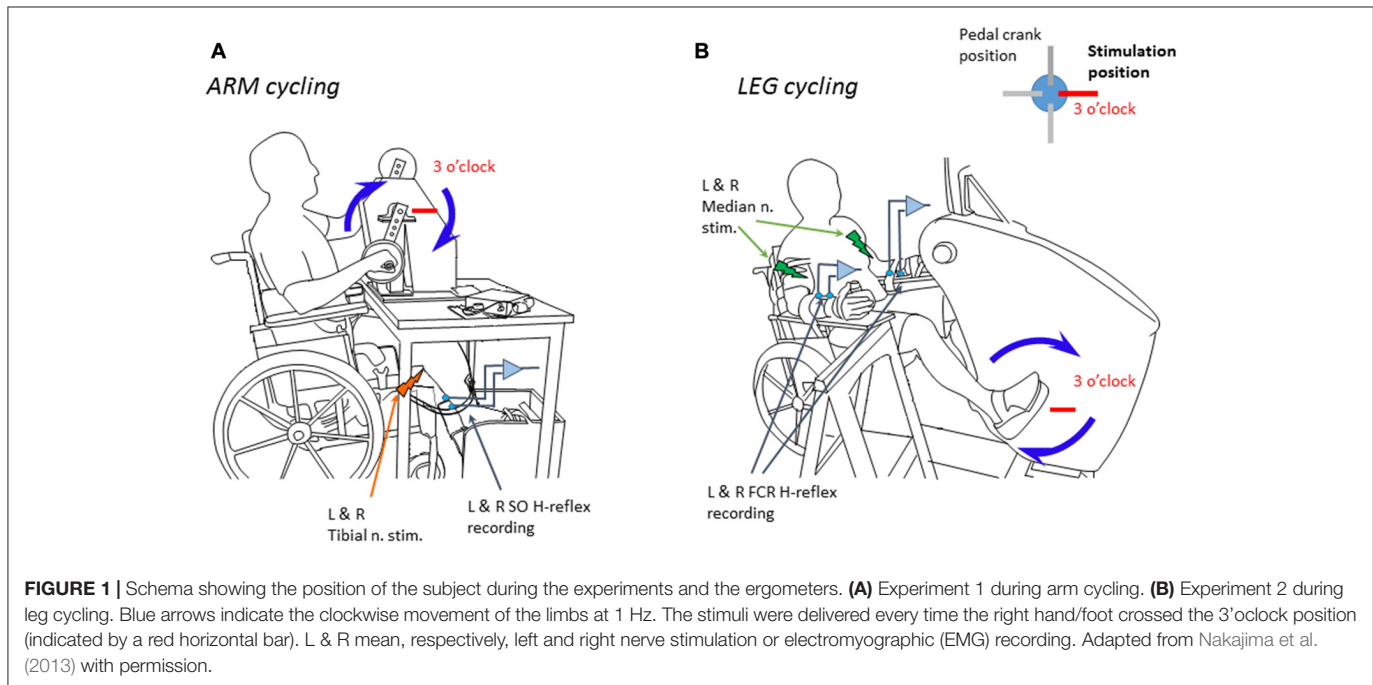 A
ARM cycling
3 o'clock
L & R
Tibial n. stim.
L & R SO H-reflex
recording
B
LEG cycling
Pedal crank
position
Stimulation
position
3 o'clock
L & R
Median n.
stim.
3 o'clock
L & R FCR H-reflex
recording
FIGURE 1 | Schema showing the position of the subject during the experiments and the ergometers. (A) Experiment 1 during arm cycling. (B) Experiment 2 during
leg cycling. Blue arrows indicate the clockwise movement of the limbs at 1 Hz. The stimuli were delivered every time the right hand/foot crossed the 3'oclock position
(indicated by a red horizontal bar). L & R mean, respectively, left and right nerve stimulation or electromyographic (EMG) recording. Adapted from Nakajima et al.
(2013) with permission.